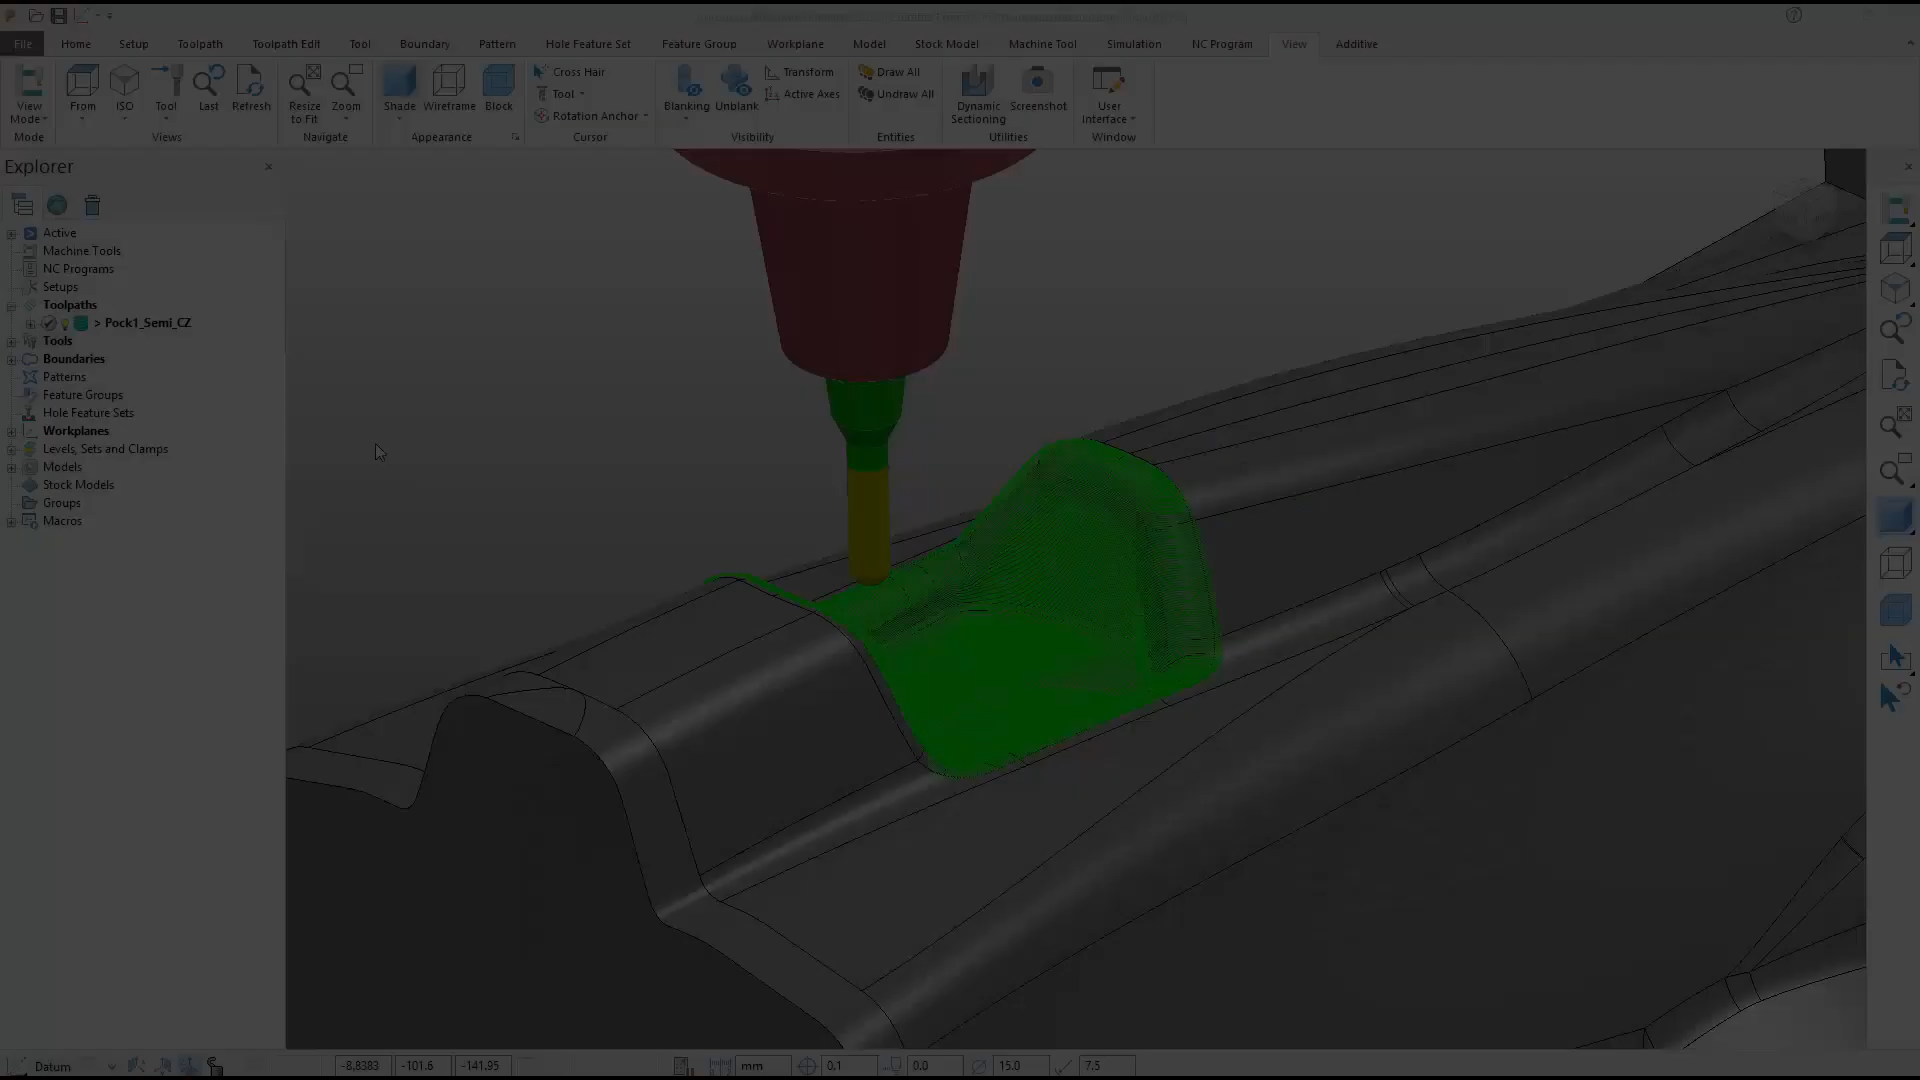 File Home Setup Toolpath Toolpath Edit Tool Boundary Pattern Hole Feature Set Feature Group Workplane Model Stock Model Machine Tool Simulation NC Program View Additive
View Mode
From
ISO
Tool
Last
Refresh
Resize to Fit
Zoom
Shade
Wireframe
Block
Cross Hair
Tool
Rotation Anchor
Blanking
Unblank
Transform
Active Axes
Draw All
Undraw All
Dynamic Sectioning
Screenshot
User Interface
Mode Views Navigate Appearance Cursor Visibility Entities Utilities Window
Explorer
Active
Machine Tools
NC Programs
Setups
Toolpaths
> Pock1_Semi_CZ
Tools
Boundaries
Patterns
Feature Groups
Hole Feature Sets
Workplanes
Levels, Sets and Clamps
Models
Stock Models
Groups
Macros
Datum -8.8383 -101.6 -141.95 mm 0.1 0.0 15.0 7.5